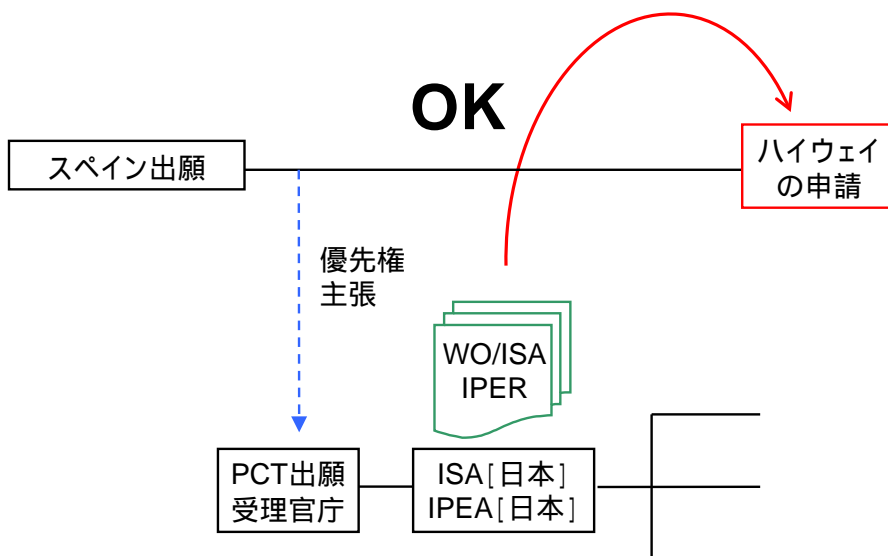 OK
スペイン出願
ハイウェイ
の申請
優先権
主張
WO/ISA
IPER
PCT出願
受理官庁
ISA[日本]
IPEA[日本]